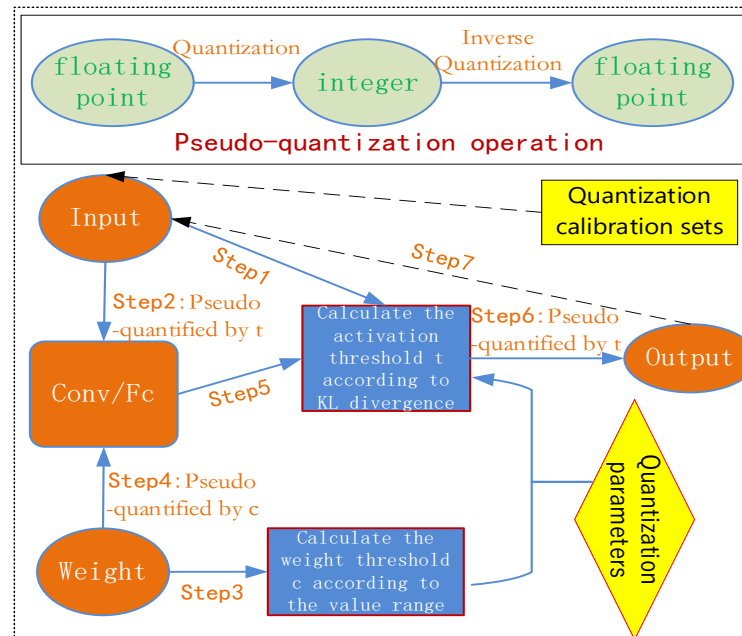 Quantization
Inverse
Quantization
floating
point
integer
floating
point
Pseudo-quantization operation
Input
Quantization
calibration sets
Step1
Step7
Step2:Pseudo
-quantified by t
Calculate the
activation
threshold t
according to
KL divergence
Step6:Pseudo
-quantified by t
Output
Conv/Fc
Step5
Step4:Pseudo
-quantified by c
Quantization
parameters
Weight
Step3
Calculate the
weight threshold
c according to
the value range